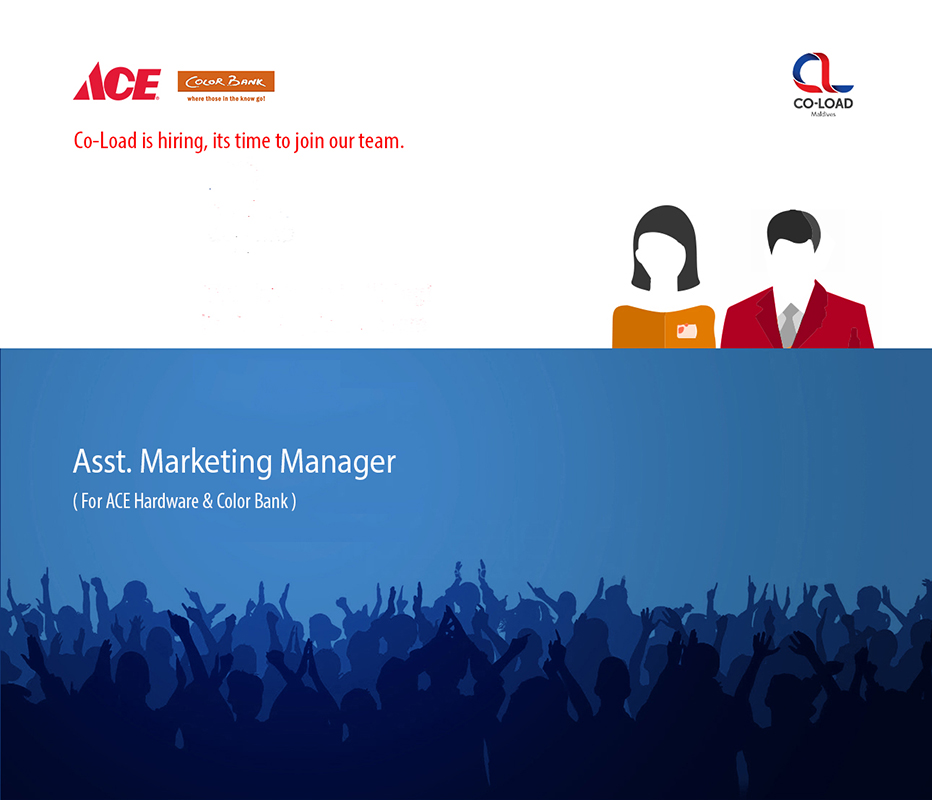 ACE
COLOR BANK
where those in the know go!
CO-LOAD
Maldives
Co-Load is hiring, its time to join our team.
Asst. Marketing Manager
( For ACE Hardware & Color Bank )